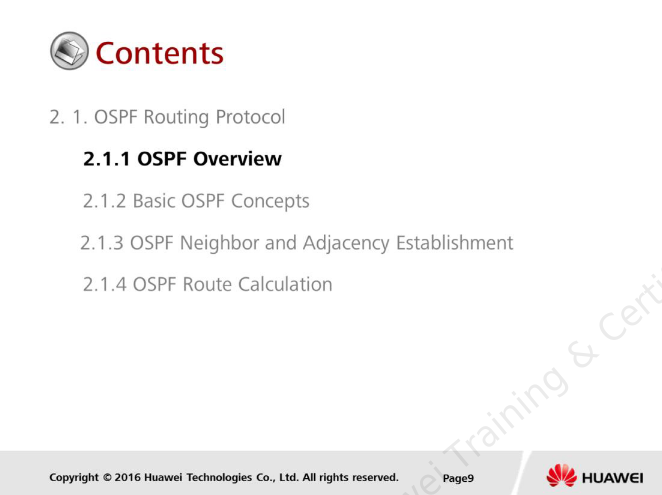 Contents
2. 1. OSPF Routing Protocol
2.1.1 OSPF Overview
2.1.2 Basic OSPF Concepts
2.1.3 OSPF Neighbor and Adjacency Establishment
2.1.4 OSPF Route Calculation
Training &
Copyright © 2016 Huawei Technologies Co., Ltd. All rights reserved.
Page9
HUAWEI